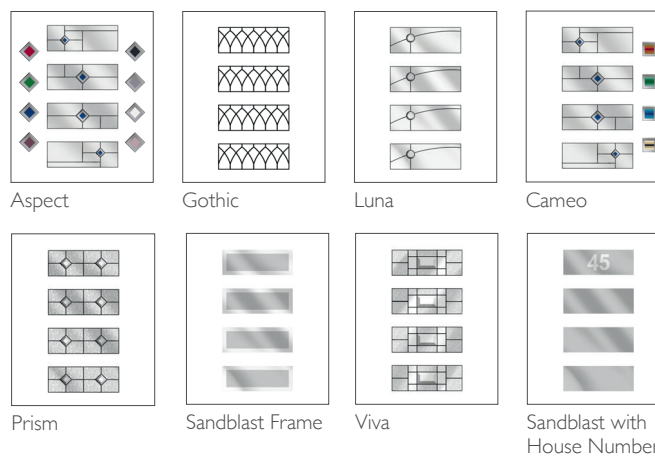 Aspect
Gothic
Luna
Cameo
45
Prism
Sandblast Frame
Viva
Sandblast with
House Number